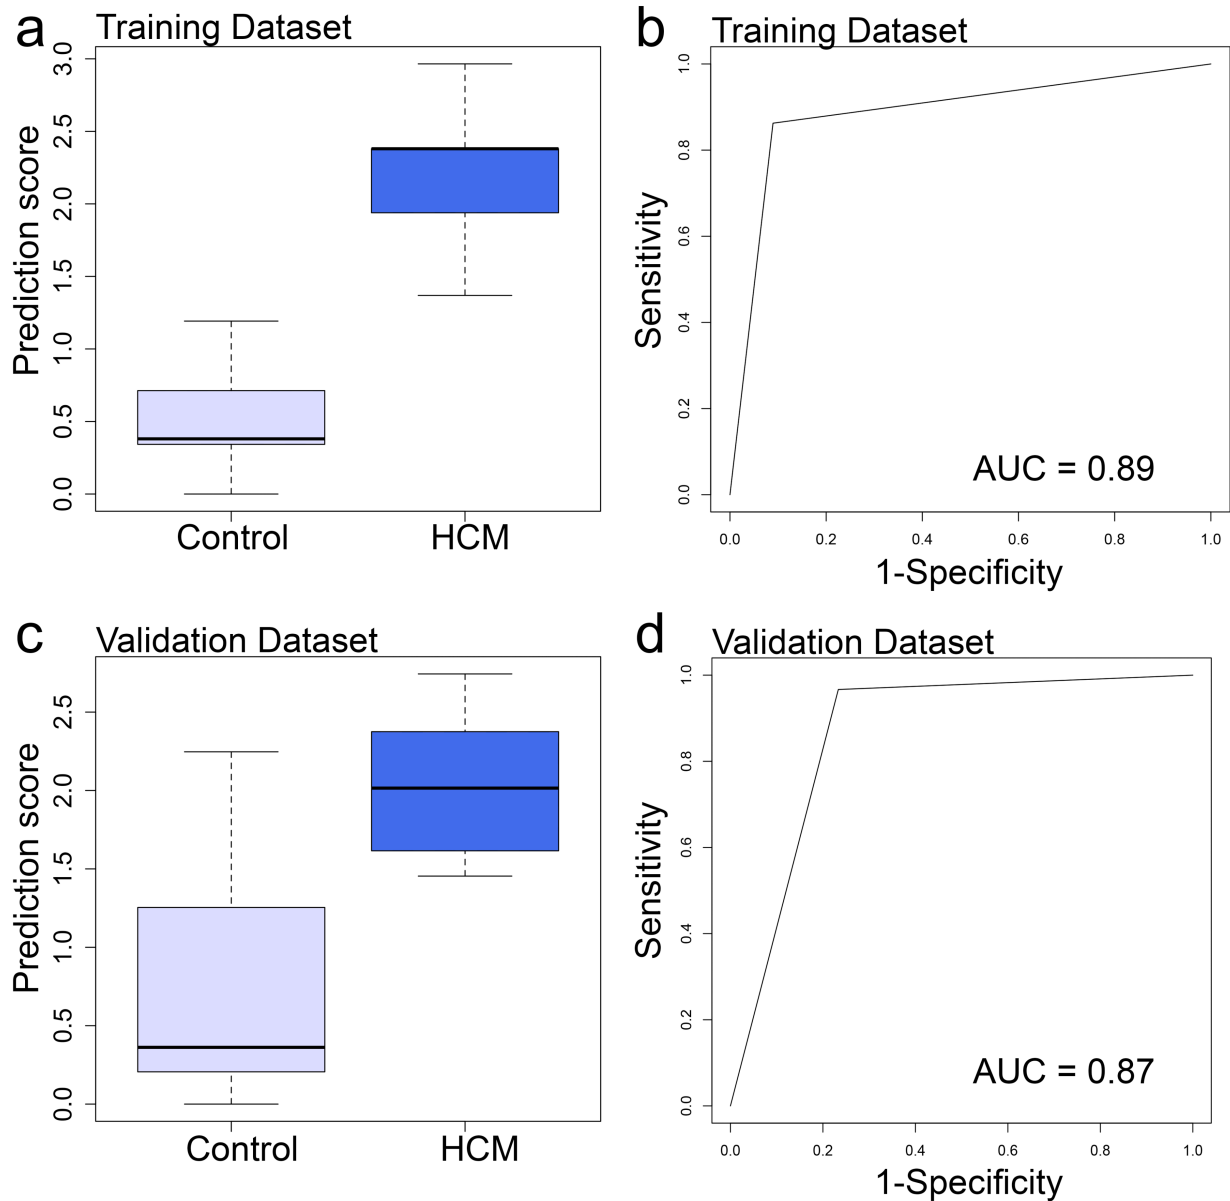 a Training Dataset
Prediction score
3.0
2.5
2.0
1.5
1.0
0.5
0.0
Control HCM
b Training Dataset
Sensitivity
1.0
0.8
0.6
0.4
0.2
0.0
AUC = 0.89
0.0 0.2 0.4 0.6 0.8 1.0
1-Specificity
c Validation Dataset
Prediction score
2.5
2.0
1.5
1.0
0.5
0.0
Control HCM
d Validation Dataset
Sensitivity
1.0
0.8
0.6
0.4
0.2
0.0
AUC = 0.87
0.0 0.2 0.4 0.6 0.8 1.0
1-Specificity